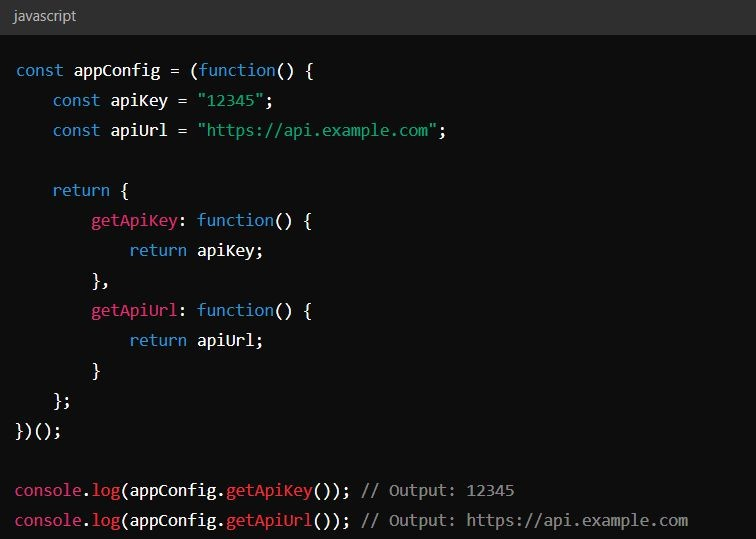 javascript
const appConfig = (function() {
    const apiKey = "12345";
    const apiUrl = "https://api.example.com";

    return {
        getApiKey: function() {
            return apiKey;
        },
        getApiUrl: function() {
            return apiUrl;
        }
    };
})();

console.log(appConfig.getApiKey()); // Output: 12345
console.log(appConfig.getApiUrl()); // Output: https://api.example.com